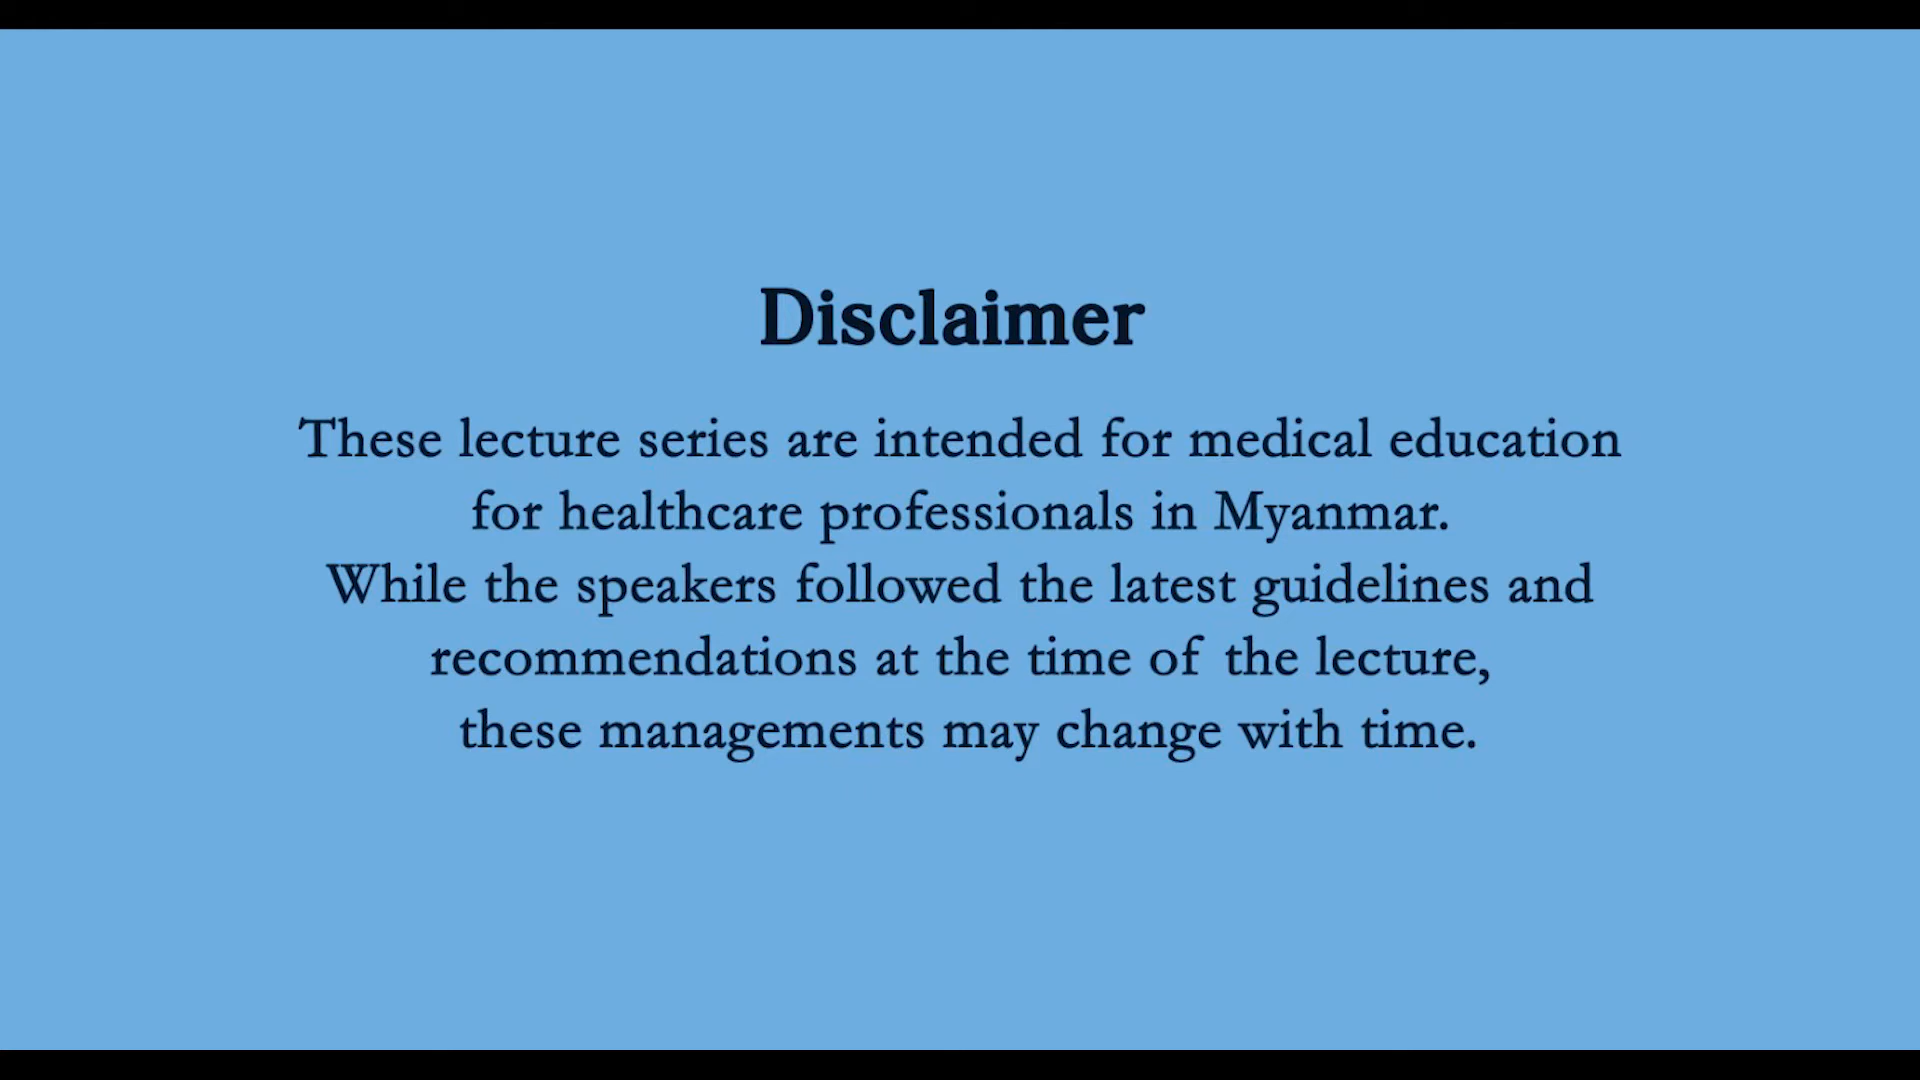 Disclaimer
These lecture series are intended for medical education
for healthcare professionals in Myanmar.
While the speakers followed the latest guidelines and
recommendations at the time of the lecture,
these managements may change with time.